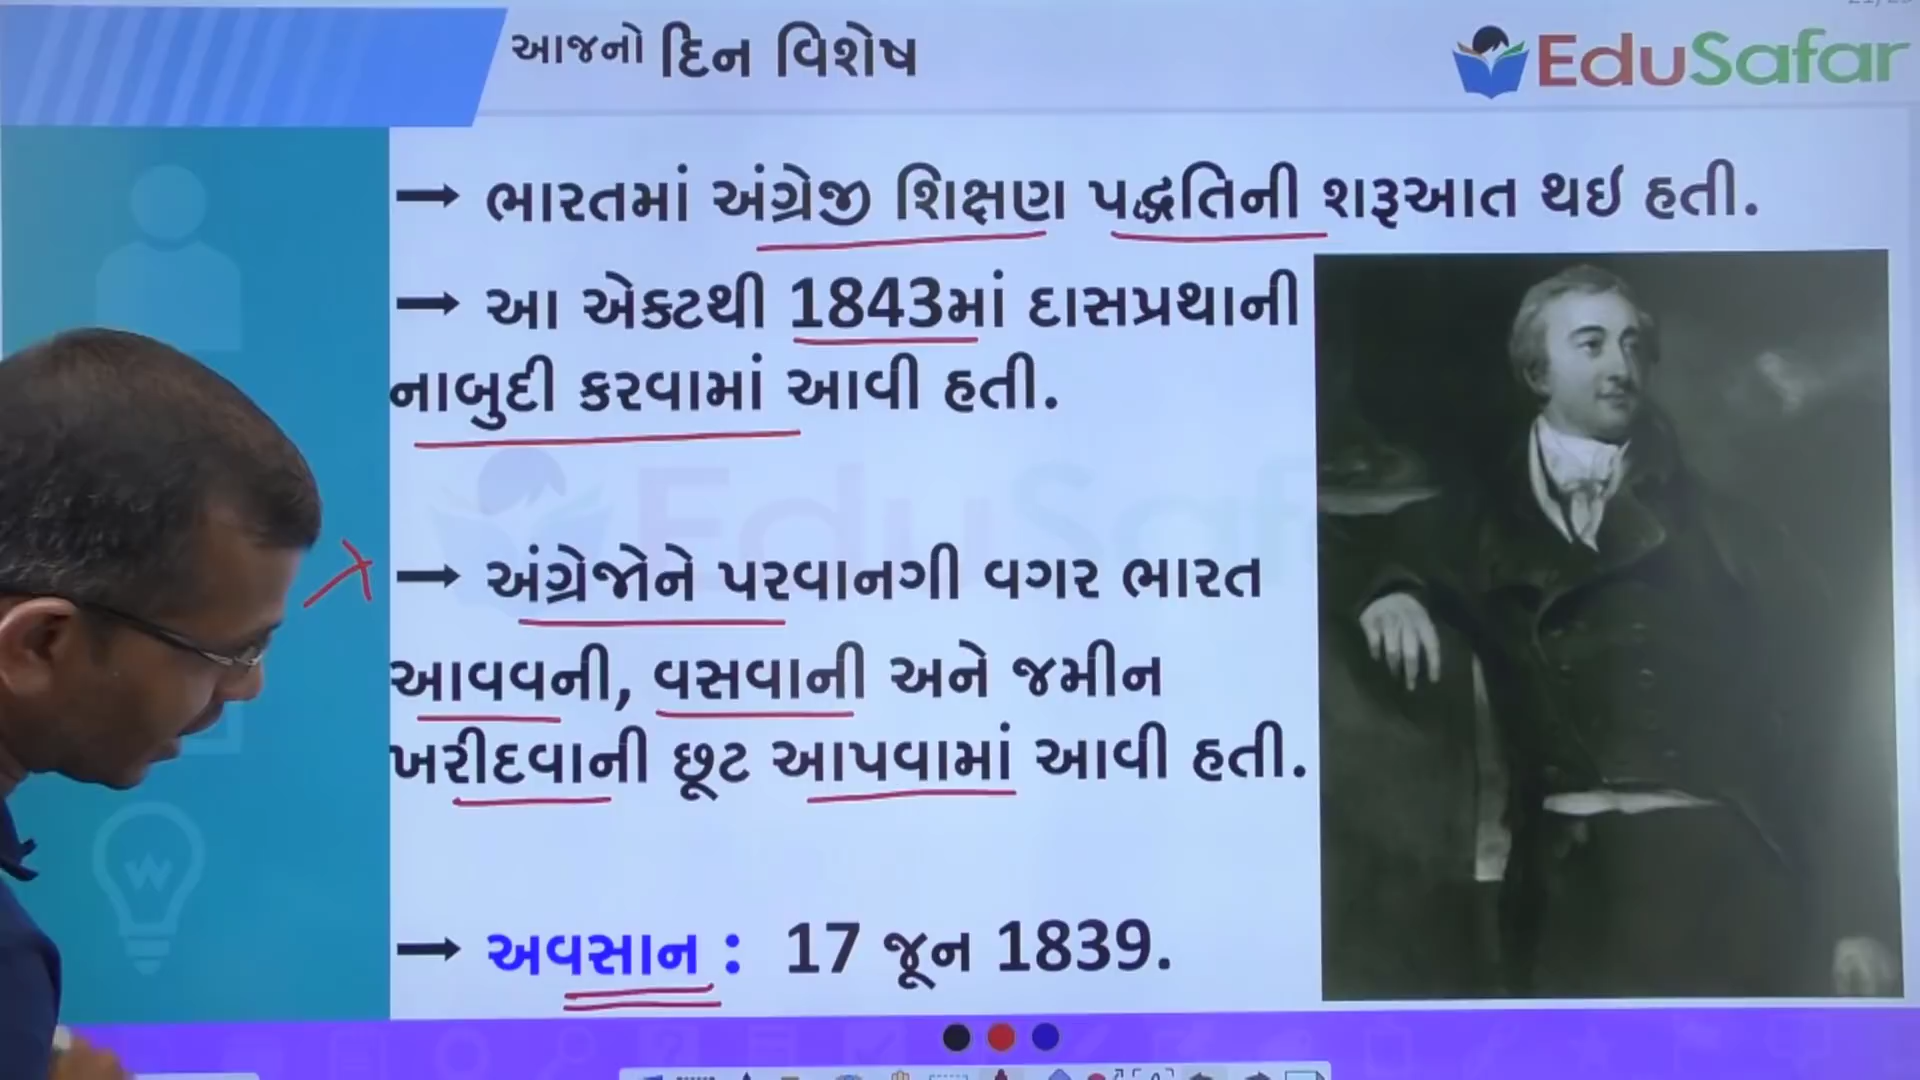 આજનો દિન વિશેષ
EduSafar
→ ભારતમાં અંગ્રેજી શિક્ષણ પદ્ધતિની શરૂઆત થઇ હતી.
→ આ એક્ટથી 1843માં દાસપ્રથાની
નાબુદી કરવામાં આવી હતી.
→ અંગ્રેજોને પરવાનગી વગર ભારત
આવવની, વસવાની અને જમીન
ખરીદવાની છૂટ આપવામાં આવી હતી.
→ અવસાન : 17 જૂન 1839.